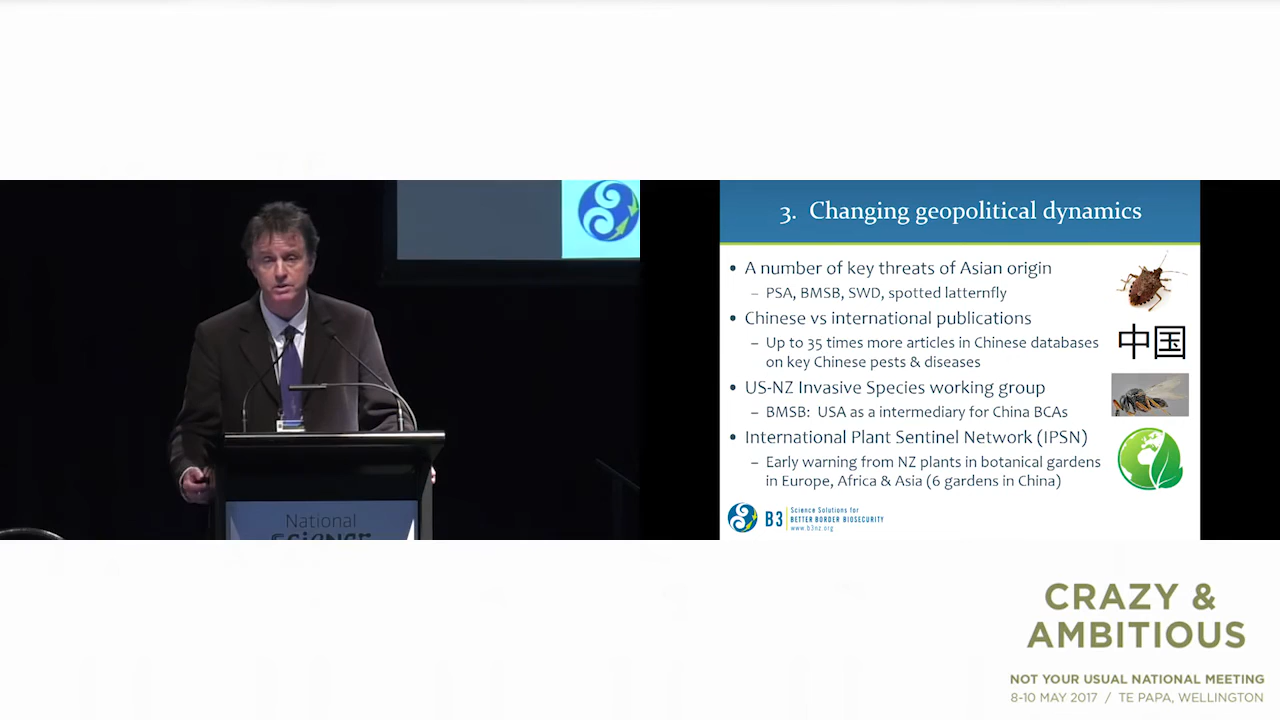 3. Changing geopolitical dynamics
• A number of key threats of Asian origin
– PSA, BMSB, SWD, spotted latternfly
• Chinese vs international publications
– Up to 35 times more articles in Chinese databases
on key Chinese pests & diseases
中国
• US-NZ Invasive Species working group
– BMSB: USA as a intermediary for China BCAs
• International Plant Sentinel Network (IPSN)
– Early warning from NZ plants in botanical gardens
in Europe, Africa & Asia (6 gardens in China)
B3
Science Solutions for
BETTER BORDER BIOSECURITY
www.b3nz.org
National
CRAZY &
AMBITIOUS
NOT YOUR USUAL NATIONAL MEETING
8-10 MAY 2017 / TE PAPA, WELLINGTON